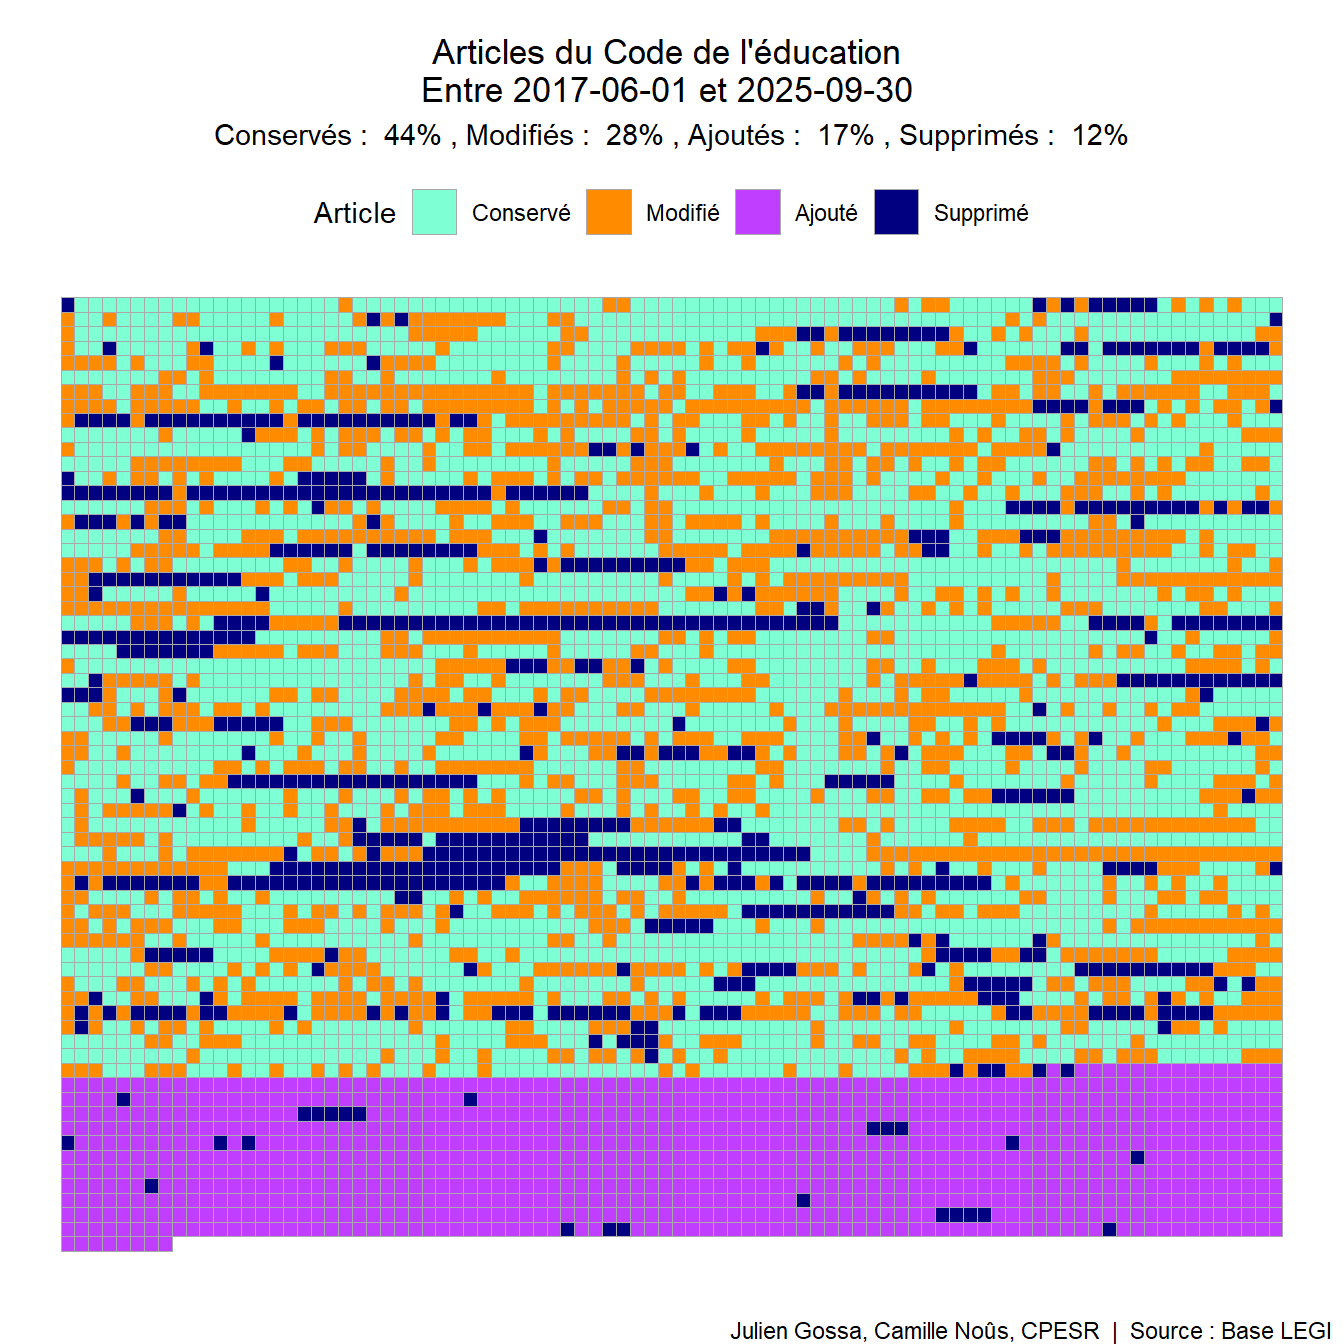 Articles du Code de l'éducation
Entre 2017-06-01 et 2025-09-30
Conservés :  44% , Modifiés :  28% , Ajoutés :  17% , Supprimés :  12%
Article Conservé Modifié Ajouté Supprimé
Julien Gossa, Camille Noûs, CPESR | Source : Base LEGI